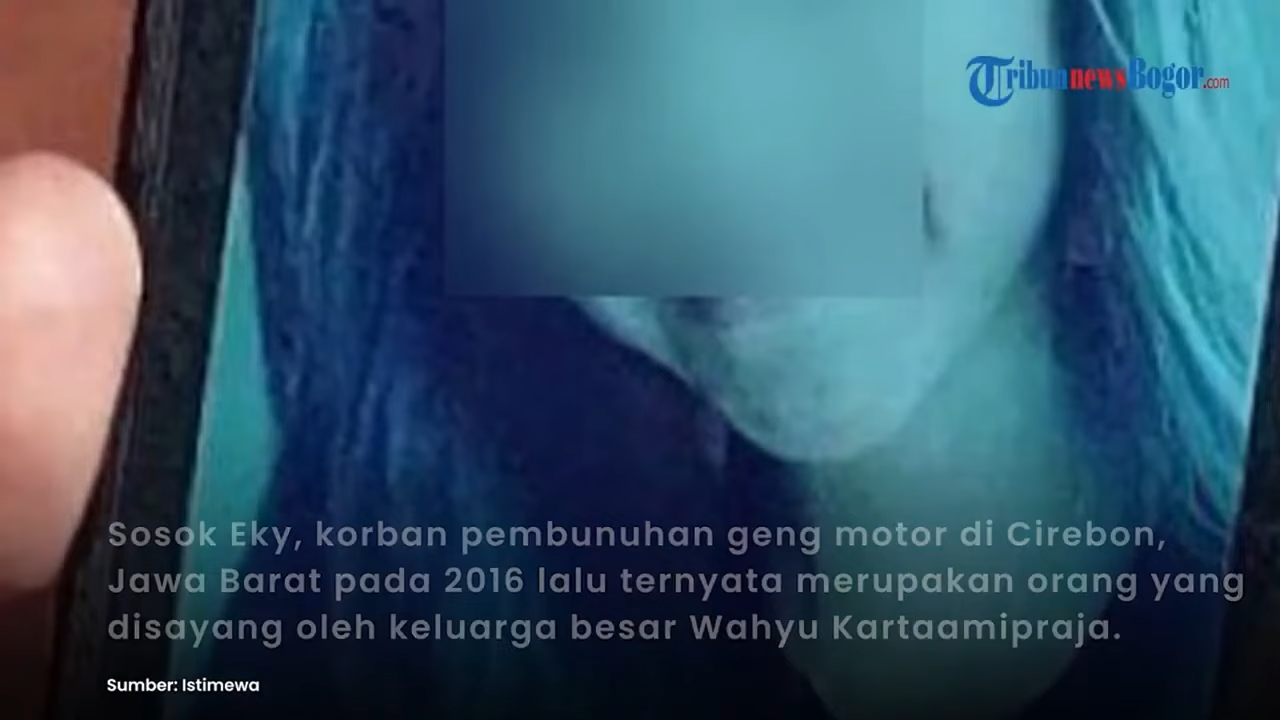 TribunnewsBogor.com
Sosok Eky, korban pembunuhan geng motor di Cirebon,
Jawa Barat pada 2016 lalu ternyata merupakan orang yang
disayang oleh keluarga besar Wahyu Kartaamipraja.
Sumber: Istimewa